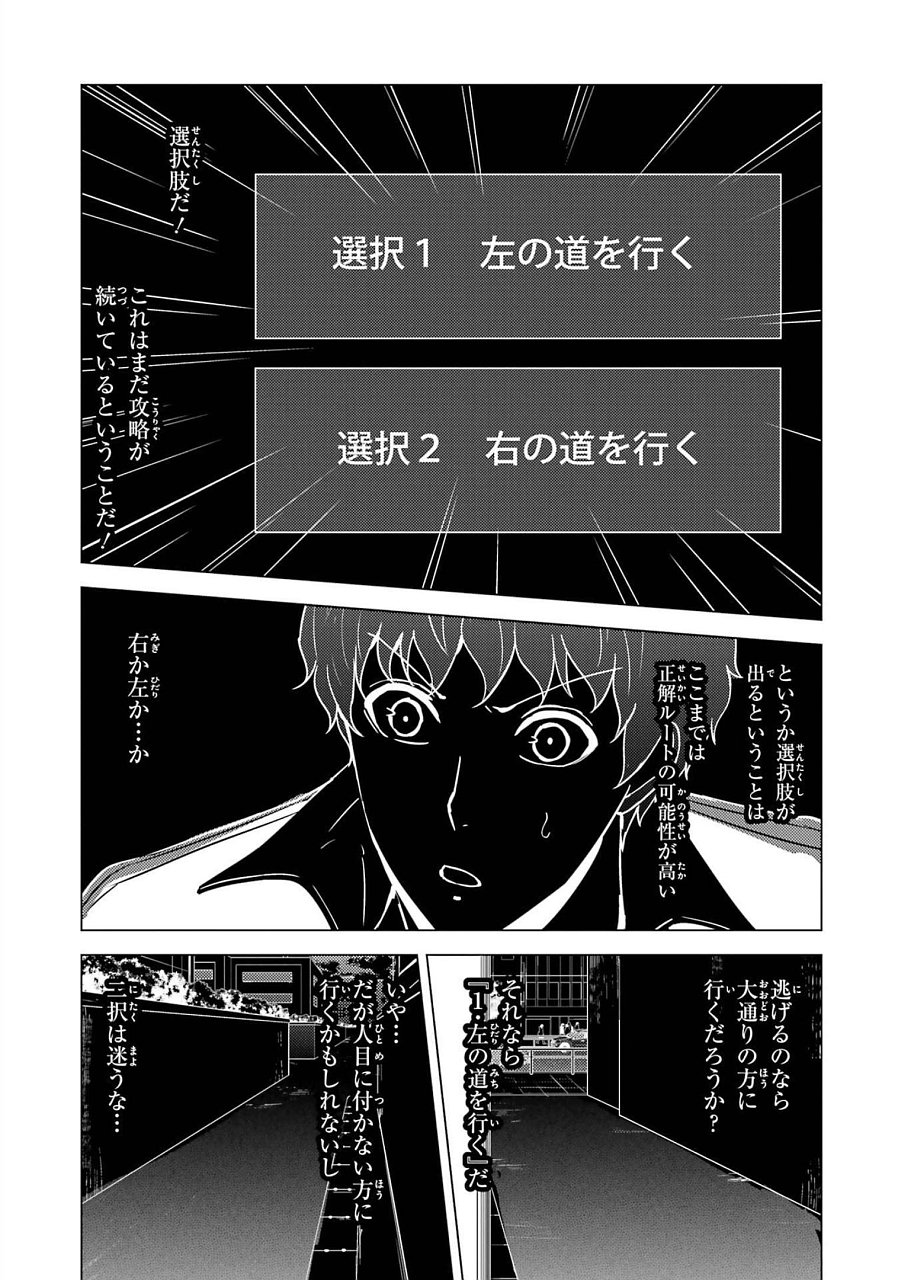 選択1　左の道を行く
選択2　右の道を行く
選択肢だ！
これはまだ攻略が
続いているということだ！
というか選択肢が
出るということは
ここまでは
正解ルートの可能性が高い
右か左か…か
逃げるのなら
大通りの方に
行くだろうか？
それなら
『1：左の道を行く』だ
いや…
だが人目に付かない方に
行くかもしれないし
二択は迷うな…